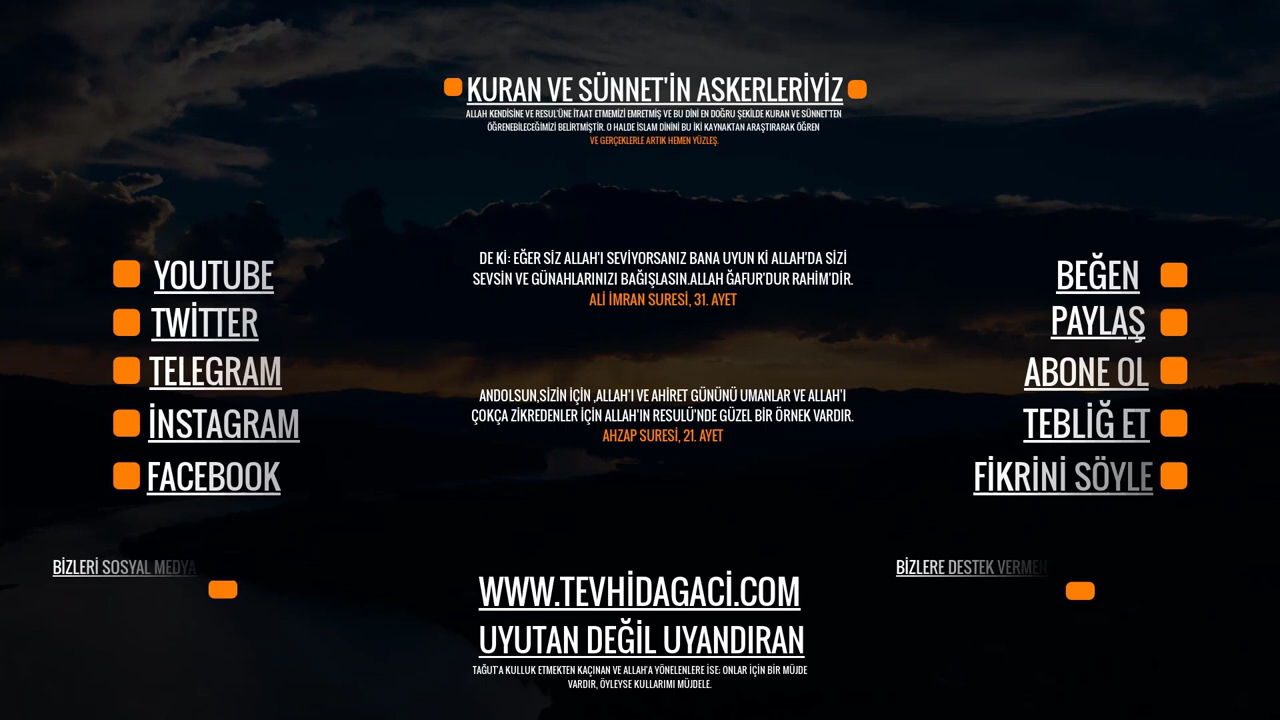 KURAN VE SÜNNET'İN ASKERLERİYİZ
ALLAH KENDİSİNE VE RESUL'ÜNE İTAAT ETMEMİZİ EMRETMİŞ VE BU DİNİ EN DOĞRU ŞEKİLDE KURAN VE SÜNNET'TEN
ÖĞRENEBİLECEĞİMİZİ BELİRTMİŞTİR. O HALDE İSLAM DİNİNİ BU İKİ KAYNAKTAN ARAŞTIRARAK ÖĞREN
VE GERÇEKLERLE ARTIK HEMEN YÜZLEŞ.
YOUTUBE
TWİTTER
TELEGRAM
İNSTAGRAM
FACEBOOK
DE Kİ: EĞER SİZ ALLAH'I SEVİYORSANIZ BANA UYUN Kİ ALLAH'DA SİZİ
SEVSİN VE GÜNAHLARINIZI BAĞIŞLASIN.ALLAH ĞAFUR'DUR RAHİM'DİR.
ALİ İMRAN SURESİ, 31. AYET
ANDOLSUN,SİZİN İÇİN ,ALLAH'I VE AHİRET GÜNÜNÜ UMANLAR VE ALLAH'I
ÇOKÇA ZİKREDENLER İÇİN ALLAH'IN RESULÜ'NDE GÜZEL BİR ÖRNEK VARDIR.
AHZAP SURESİ, 21. AYET
BEĞEN
PAYLAŞ
ABONE OL
TEBLİĞ ET
FİKRİNİ SÖYLE
BİZLERİ SOSYAL MEDYA
BİZLERE DESTEK VERMEN
WWW.TEVHİDAGACİ.COM
UYUTAN DEĞİL UYANDIRAN
TAĞUT'A KULLUK ETMEKTEN KAÇINAN VE ALLAH'A YÖNELENLERE İSE; ONLAR İÇİN BİR MÜJDE
VARDIR, ÖYLEYSE KULLARIMI MÜJDELE.